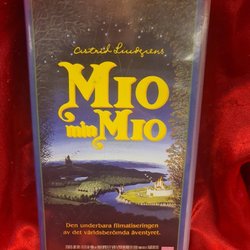 Astrid Lindgrens
MIO
min
MIO
Den underbara filmatiseringen
av det världsberömda äventyret.